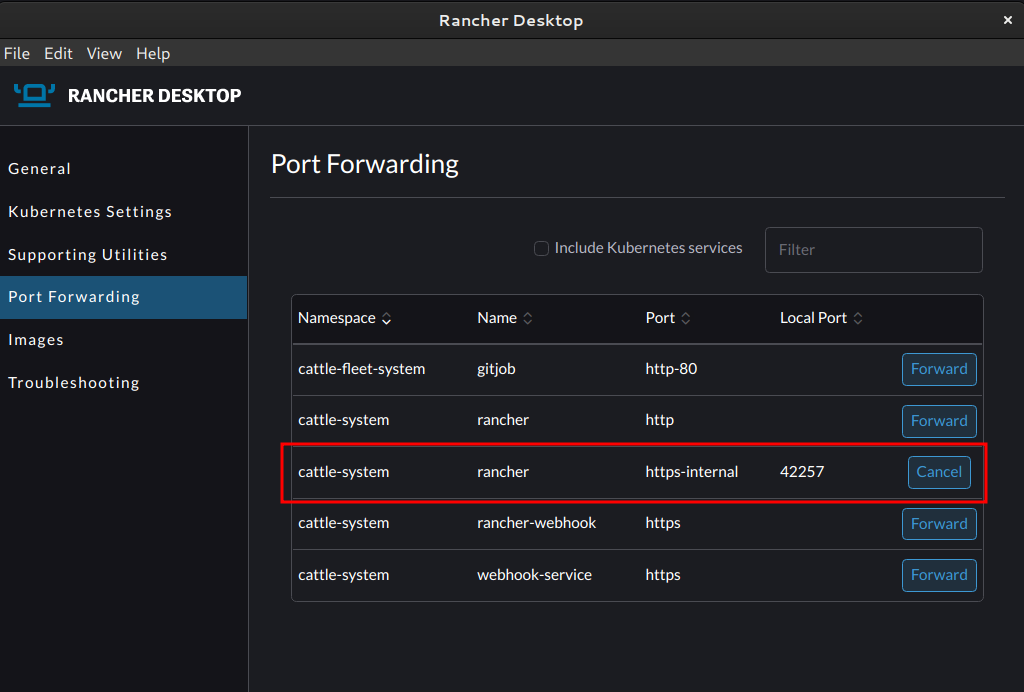 Rancher Desktop ×
File Edit View Help
RANCHER DESKTOP
General
Kubernetes Settings
Supporting Utilities
Port Forwarding
Images
Troubleshooting
Port Forwarding
Include Kubernetes services Filter
Namespace Name Port Local Port
cattle-fleet-system gitjob http-80 Forward
cattle-system rancher http Forward
cattle-system rancher https-internal 42257 Cancel
cattle-system rancher-webhook https Forward
cattle-system webhook-service https Forward